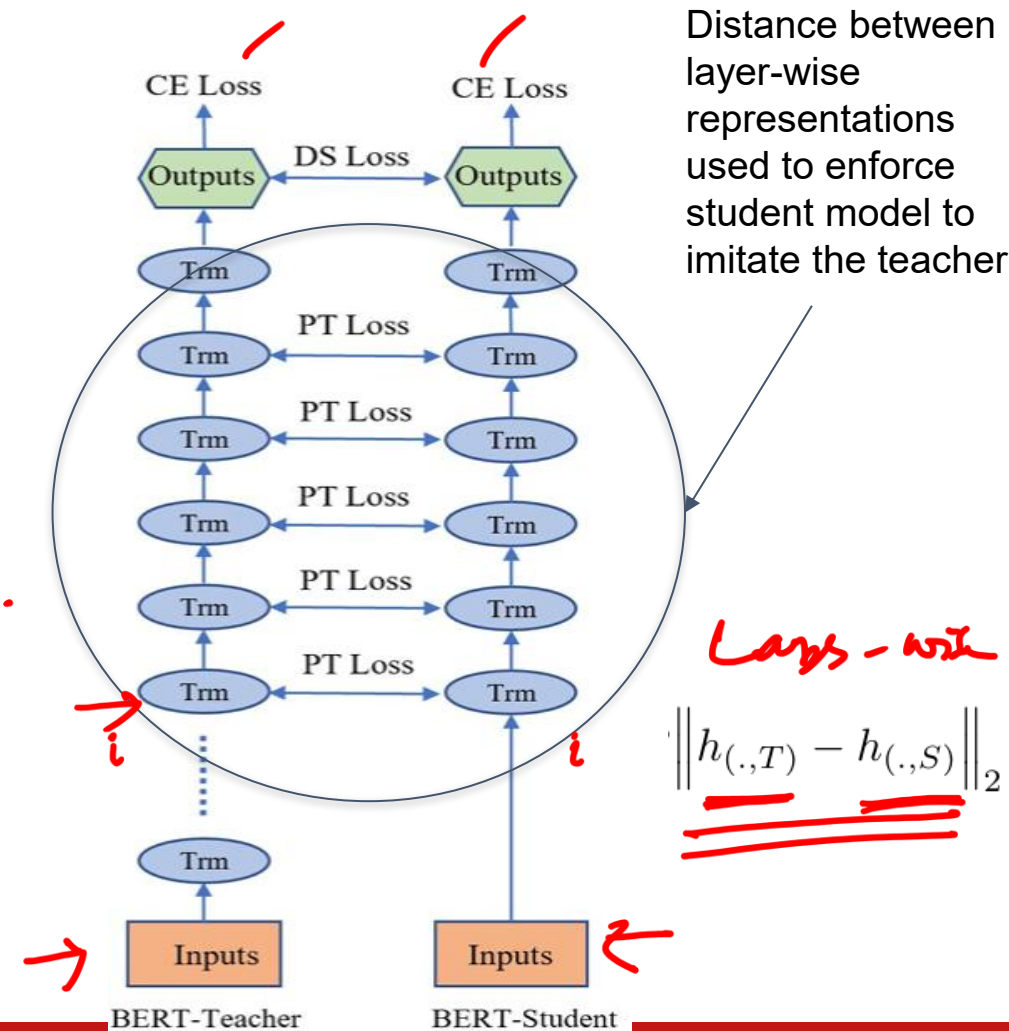 Distance between
layer-wise
representations
used to enforce
student model to
imitate the teacher
CE Loss CE Loss
Outputs DS Loss Outputs
Trm Trm
Trm PT Loss Trm
Trm PT Loss Trm
Trm PT Loss Trm
Trm PT Loss Trm
Trm PT Loss Trm
i i
‖h(.,T) − h(.,S)‖2
Trm
Inputs Inputs
BERT-Teacher BERT-Student